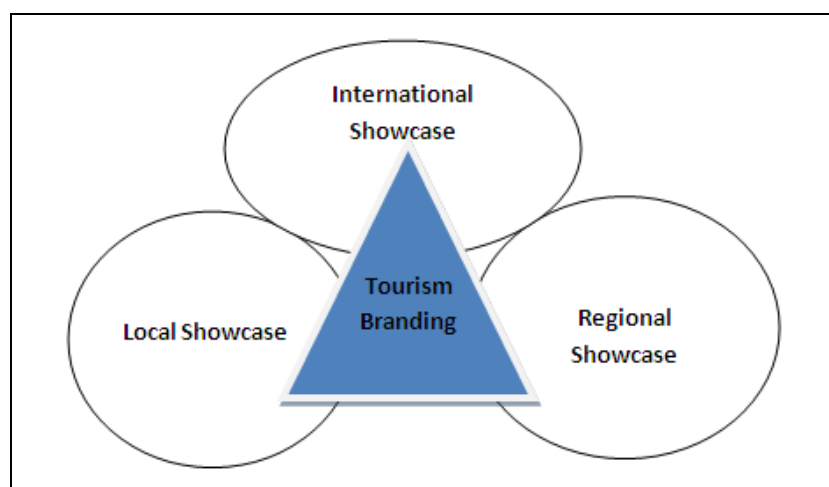 International
Showcase
Tourism
Branding
Local Showcase
Regional
Showcase